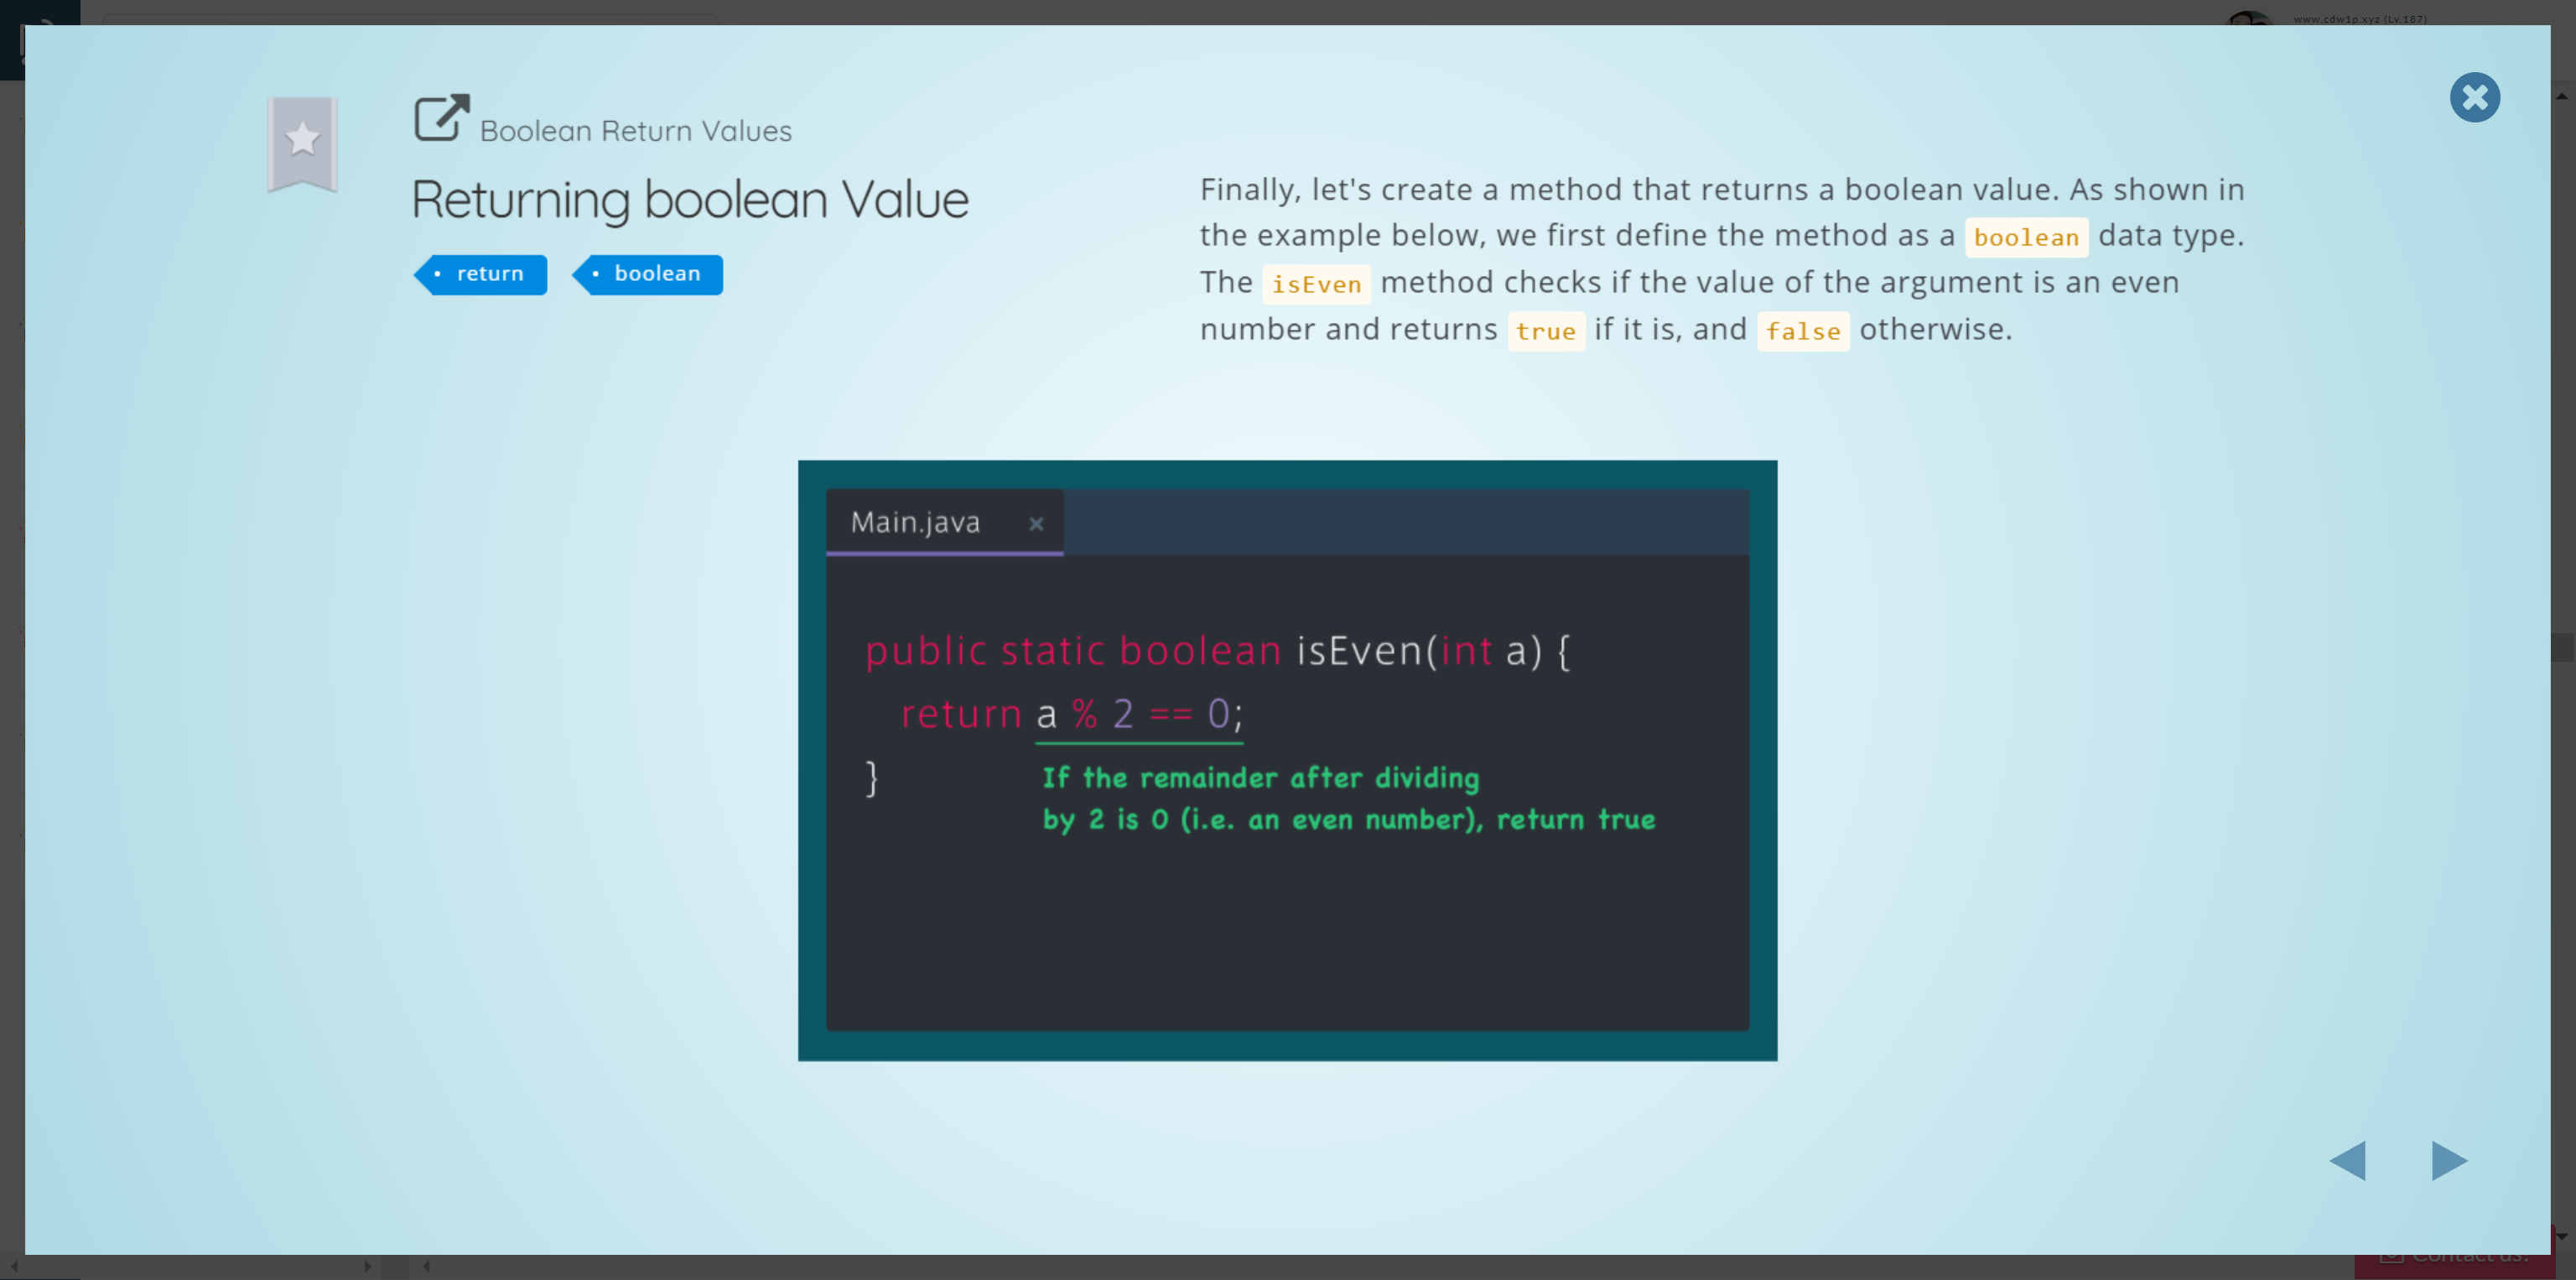 www.cdw1p.xyz (Lv.187)
Boolean Return Values
Returning boolean Value
return
boolean
Finally, let's create a method that returns a boolean value. As shown in
the example below, we first define the method as a boolean data type.
The isEven method checks if the value of the argument is an even
number and returns true if it is, and false otherwise.
Main.java
public static boolean isEven(int a) {
return a % 2 == 0;
}
If the remainder after dividing
by 2 is 0 (i.e. an even number), return true
Contact us!